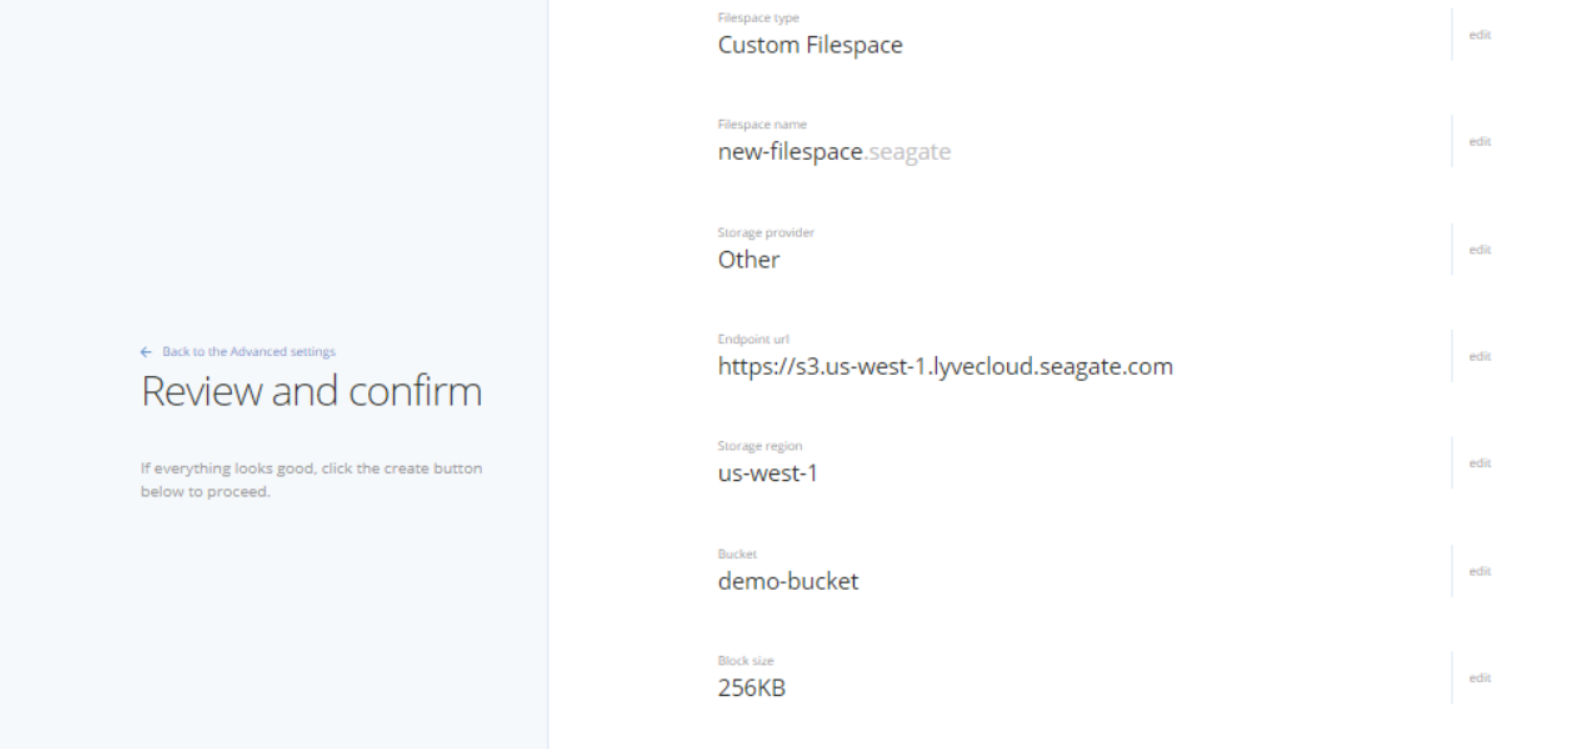 ← Back to the Advanced settings
Review and confirm
If everything looks good, click the create button
below to proceed.
Filespace type
Custom Filespace
edit
Filespace name
new-filespace.seagate
edit
Storage provider
Other
edit
Endpoint url
https://s3.us-west-1.lyvecloud.seagate.com
edit
Storage region
us-west-1
edit
Bucket
demo-bucket
edit
Block size
256KB
edit